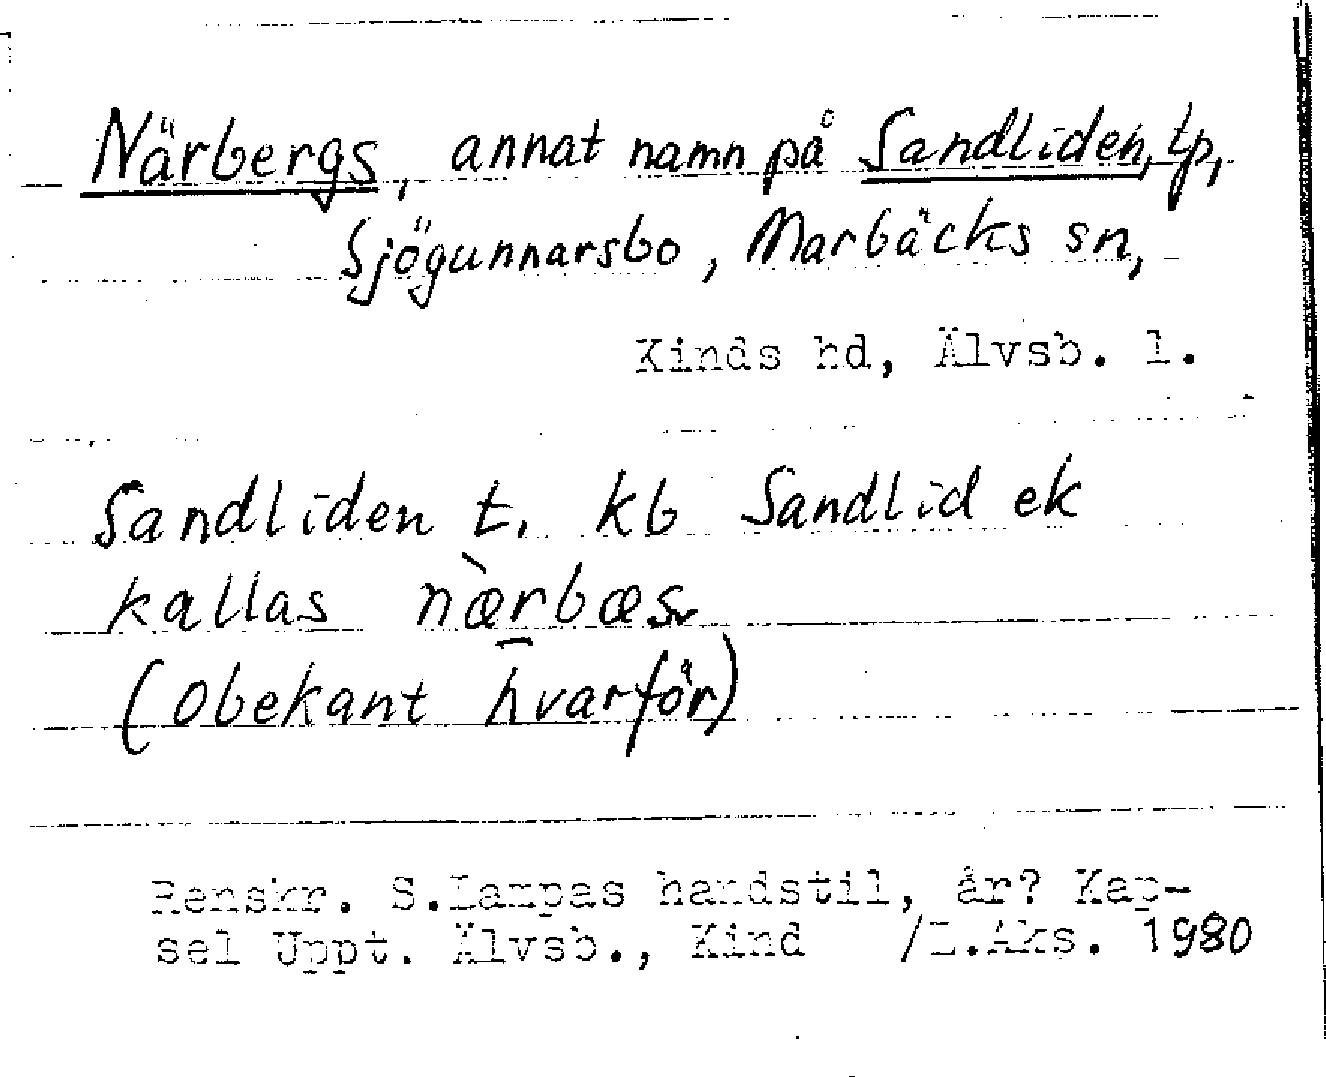 Närbergs, annat namn på Sandliden, tp,
Sjögunnarsbo, Marbäcks sn,
Kinds hd, Älvsb. l.
Sandliden t. kb Sandlid ek
kallas nærbæs
(obekant hvarför)
Renskr. S.Lampas handstil, år? Kap-
sel Uppt. Älvsb., Kind /L.Aks. 1980